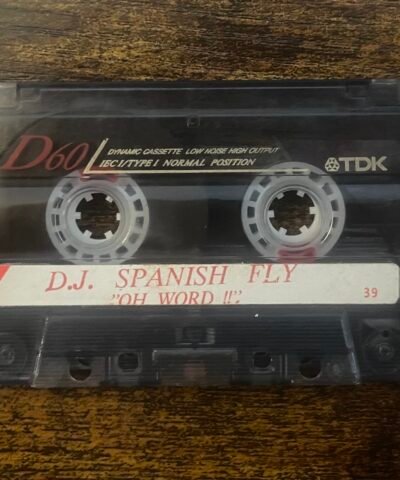 D60 DYNAMIC CASSETTE LOW NOISE HIGH OUTPUT
IEC I/TYPE I NORMAL POSITION
TDK
D.J. SPANISH FLY
"OH WORD !!"
39